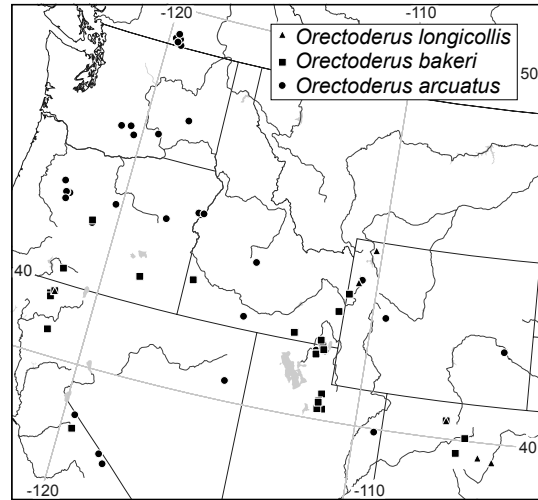 -120
-110
Orectoderus longicollis
Orectoderus bakeri
Orectoderus arcuatus
50
40
40
-120
-110